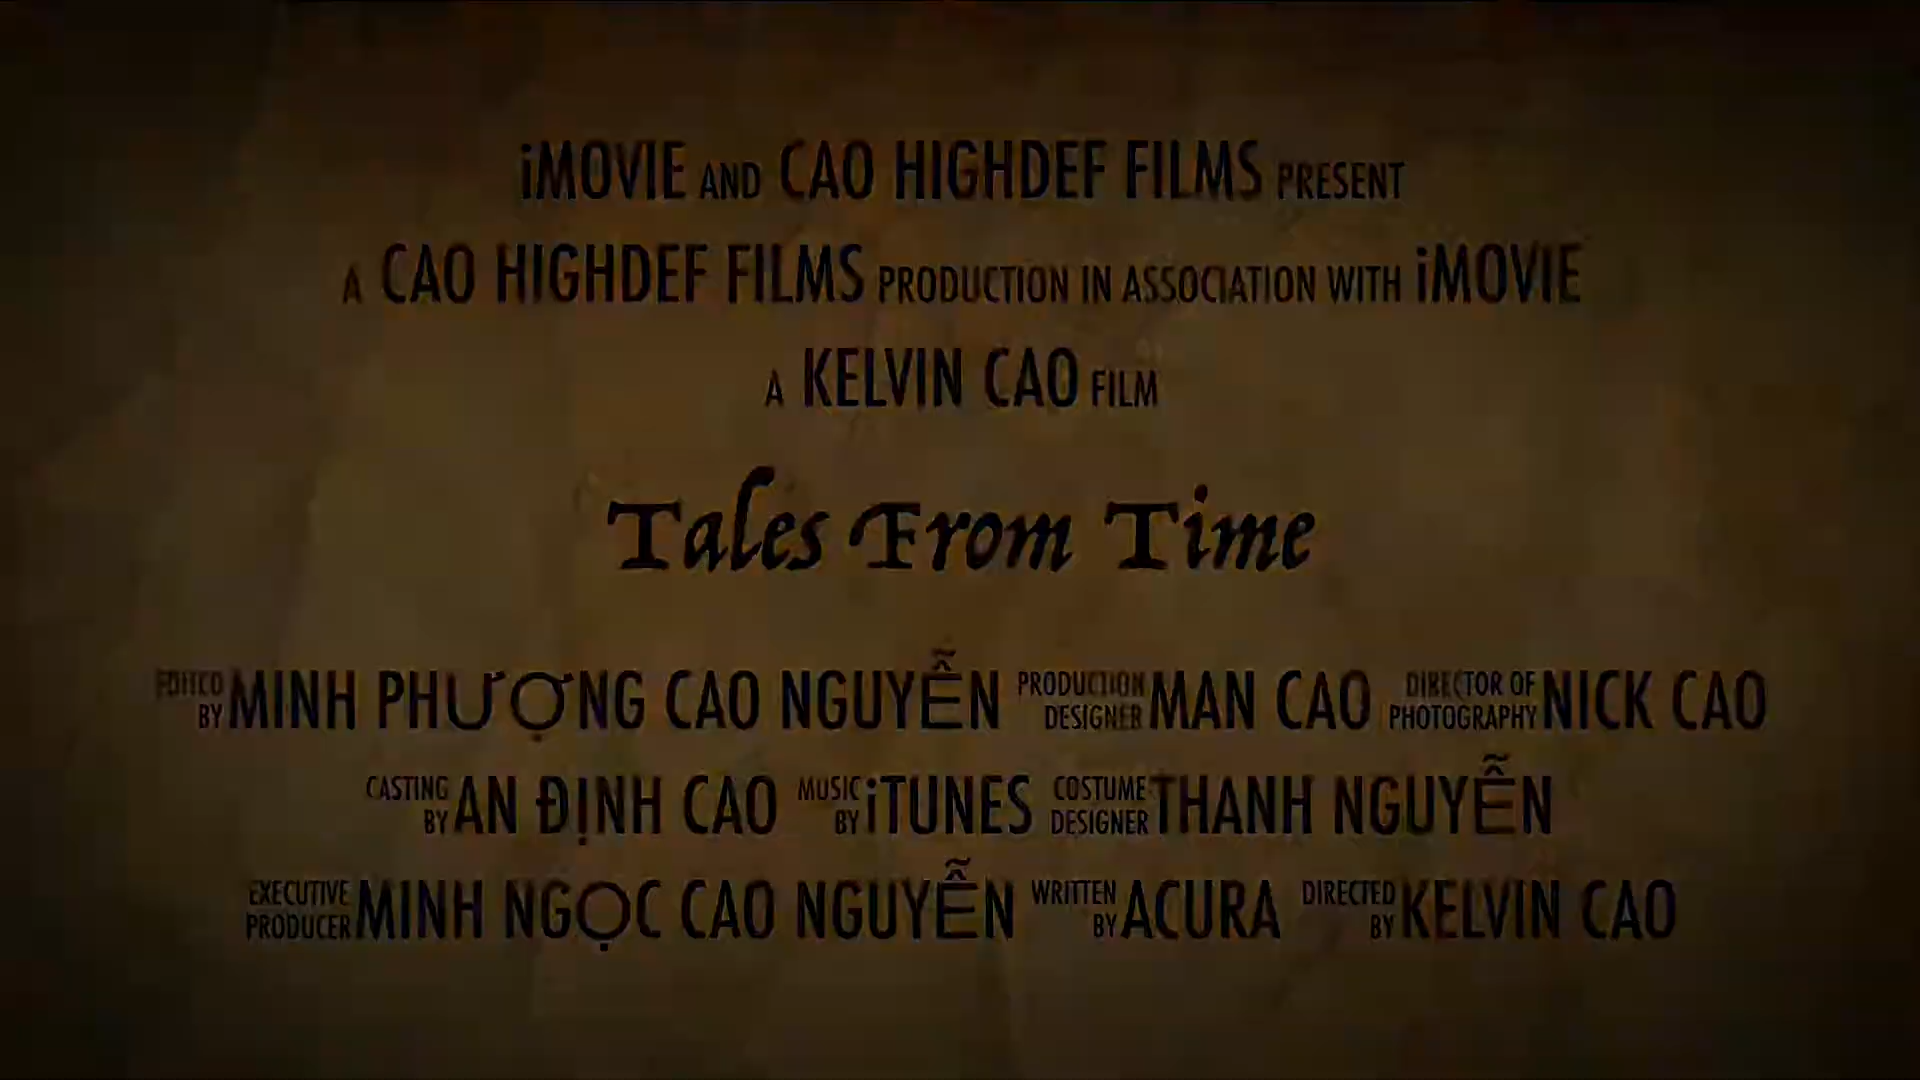 iMOVIE AND CAO HIGHDEF FILMS PRESENT
A CAO HIGHDEF FILMS PRODUCTION IN ASSOCIATION WITH iMOVIE
A KELVIN CAO FILM
Tales From Time
EDITED BY MINH PHƯỢNG CAO NGUYỄN PRODUCTION DESIGNER MAN CAO DIRECTOR OF PHOTOGRAPHY NICK CAO
CASTING BY AN ĐỊNH CAO MUSIC BY iTUNES COSTUME DESIGNER THANH NGUYỄN
EXECUTIVE PRODUCER MINH NGỌC CAO NGUYỄN WRITTEN BY ACURA DIRECTED BY KELVIN CAO